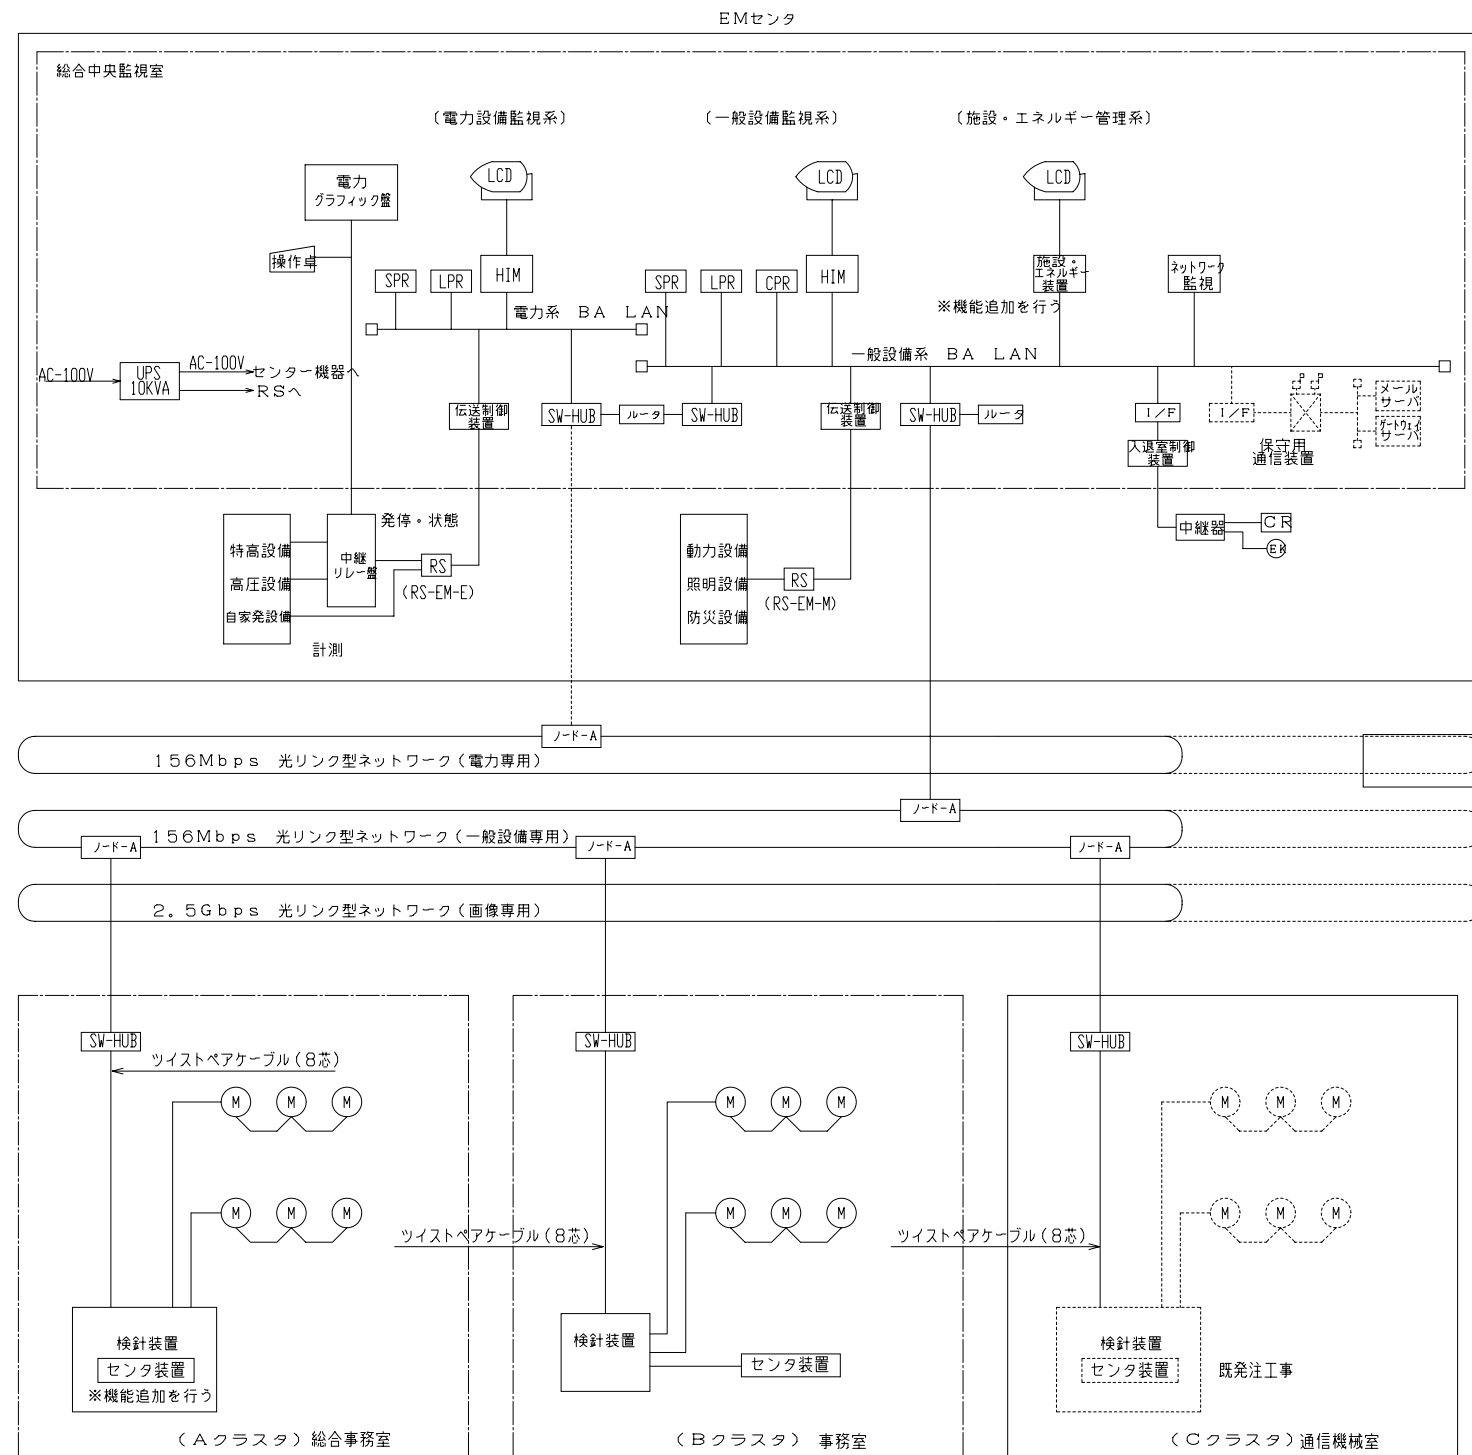 EMセンタ
総合中央監視室
(電力設備監視系)
(一般設備監視系)
(施設・エネルギー管理系)
電力
グラフィック盤
LCD
LCD
LCD
操作卓
SPR
LPR
HIM
SPR
LPR
CPR
HIM
施設・
エネルギー
装置
ネットワーク
監視
※機能追加を行う
電力系 BA LAN
一般設備系 BA LAN
AC-100V
UPS
10KVA
AC-100V
センター機器へ
RSへ
伝送制御
装置
SW-HUB
ルータ
SW-HUB
伝送制御
装置
SW-HUB
ルータ
I/F
I/F
メール
サーバ
ゲートウェイ
サーバ
保守用
通信装置
入退室制御
装置
特高設備
高圧設備
自家発設備
中継
リレー盤
発停・状態
RS
(RS-EM-E)
計測
動力設備
照明設備
防災設備
RS
(RS-EM-M)
中継器
CR
EK
ノード-A
156Mbps 光リンク型ネットワーク(電力専用)
ノード-A
156Mbps 光リンク型ネットワーク(一般設備専用)
ノード-A
ノード-A
ノード-A
2.5Gbps 光リンク型ネットワーク(画像専用)
SW-HUB
SW-HUB
SW-HUB
ツイストペアケーブル(8芯)
M M M
M M M
M M M
M M M
M M M
M M M
ツイストペアケーブル(8芯)
ツイストペアケーブル(8芯)
検針装置
センタ装置
※機能追加を行う
検針装置
センタ装置
検針装置
センタ装置
既発注工事
(Aクラスタ)総合事務室
(Bクラスタ) 事務室
(Cクラスタ)通信機械室